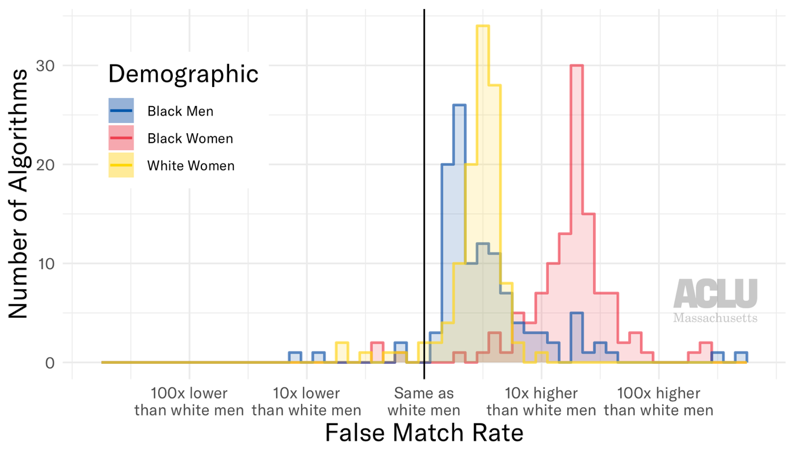 Number of Algorithms
30
20
10
0
Demographic
Black Men
Black Women
White Women
ACLU
Massachusetts
100x lower
than white men
10x lower
than white men
Same as
white men
10x higher
than white men
100x higher
than white men
False Match Rate